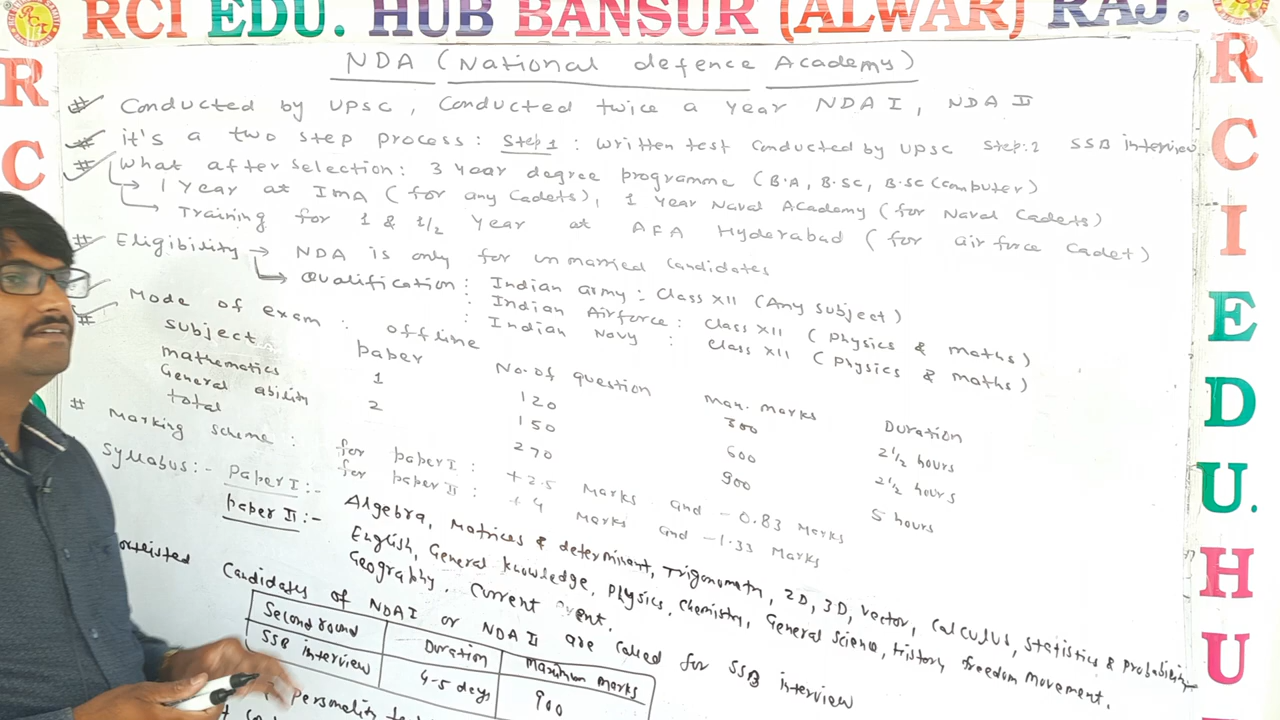 RCI EDU. HUB BANSUR (ALWAR) RAJ.
R
C
R
C
I
E
D
U.
H
U
NDA (National defence Academy)
# Conducted by UPSC, Conducted twice a year NDA I, NDA II
# it's a two step process: Step 1: Written test conducted by UPSC Step:2 SSB interview
# What after selection: 3 year degree programme (B.A, B.SC, B.SC (computer)
→ 1 year at IMA (for any Cadets), 1 year Naval Academy (for Naval Cadets)
→ Training for 1 & 1/2 year at AFA Hyderabad (for air force Cadet)
# Eligibility → NDA is only for unmarried Candidates
→ Qualification: Indian army: Class XII (Any subject)
: Indian Airforce: Class XII (Physics & maths)
: Indian Navy : Class XII (Physics & maths)
# Mode of exam: offline
subject paper No. of question Man. marks Duration
mathematics 1 120 300 2 1/2 hours
General ability 2 150 600 2 1/2 hours
total 270 900 5 hours
# Marking scheme: for paper I: +2.5 Marks and -0.83 Merks
for paper II: +4 Marks and -1.33 Marks
Syllabus:- Paper I:- Algebra, Matrices & determinant, Trigonometry, 2D, 3D, vector, Calculus, Statistics & Probability
paper II:- English, General knowledge, Physics, Chemistry, General Science, History, freedom Movement,
Geography, Current event.
Candidates of NDA I or NDA II are called for SSB interview
Second round Duration Maximum marks
SSB interview 4-5 days 900
personality